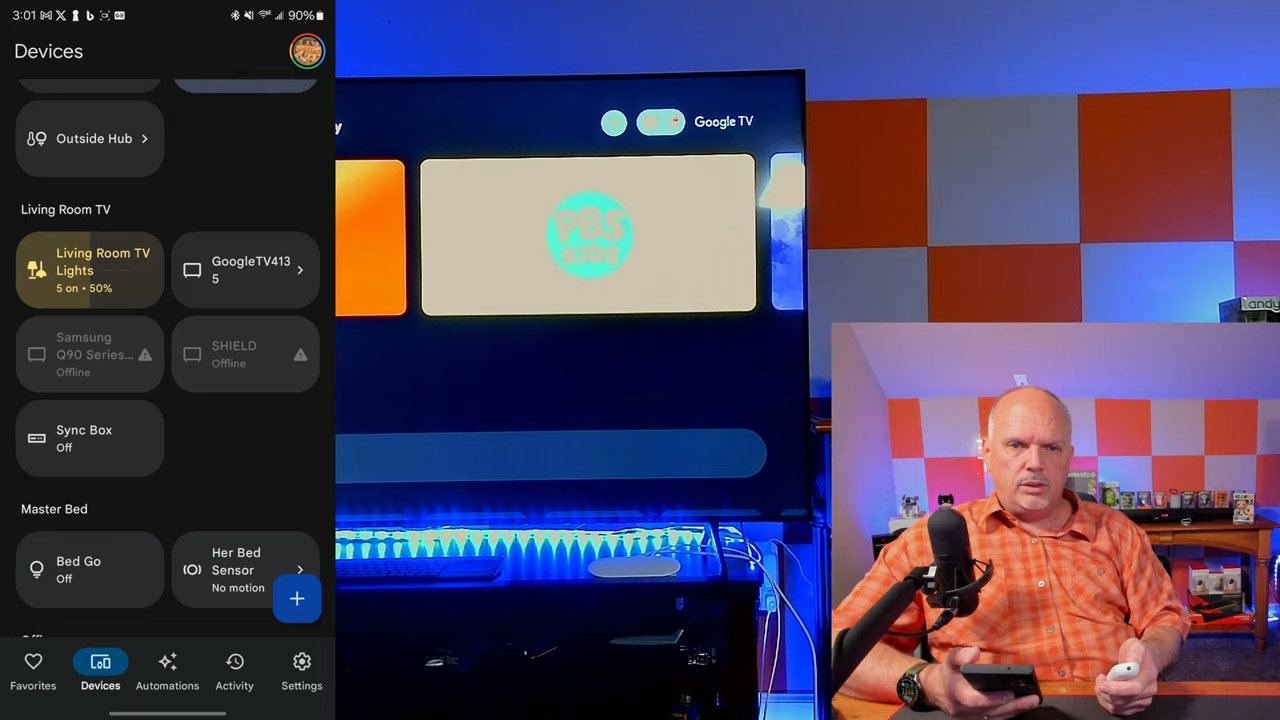 3:01
90%
Devices
Outside Hub
Living Room TV
Living Room TV
Lights
5 on • 50%
GoogleTV413
5
Samsung
Q90 Series...
Offline
SHIELD
Offline
Sync Box
Off
Master Bed
Bed Go
Off
Her Bed
Sensor
No motion
Favorites
Devices
Automations
Activity
Settings
y
Google TV
PBS
KIDS
andy